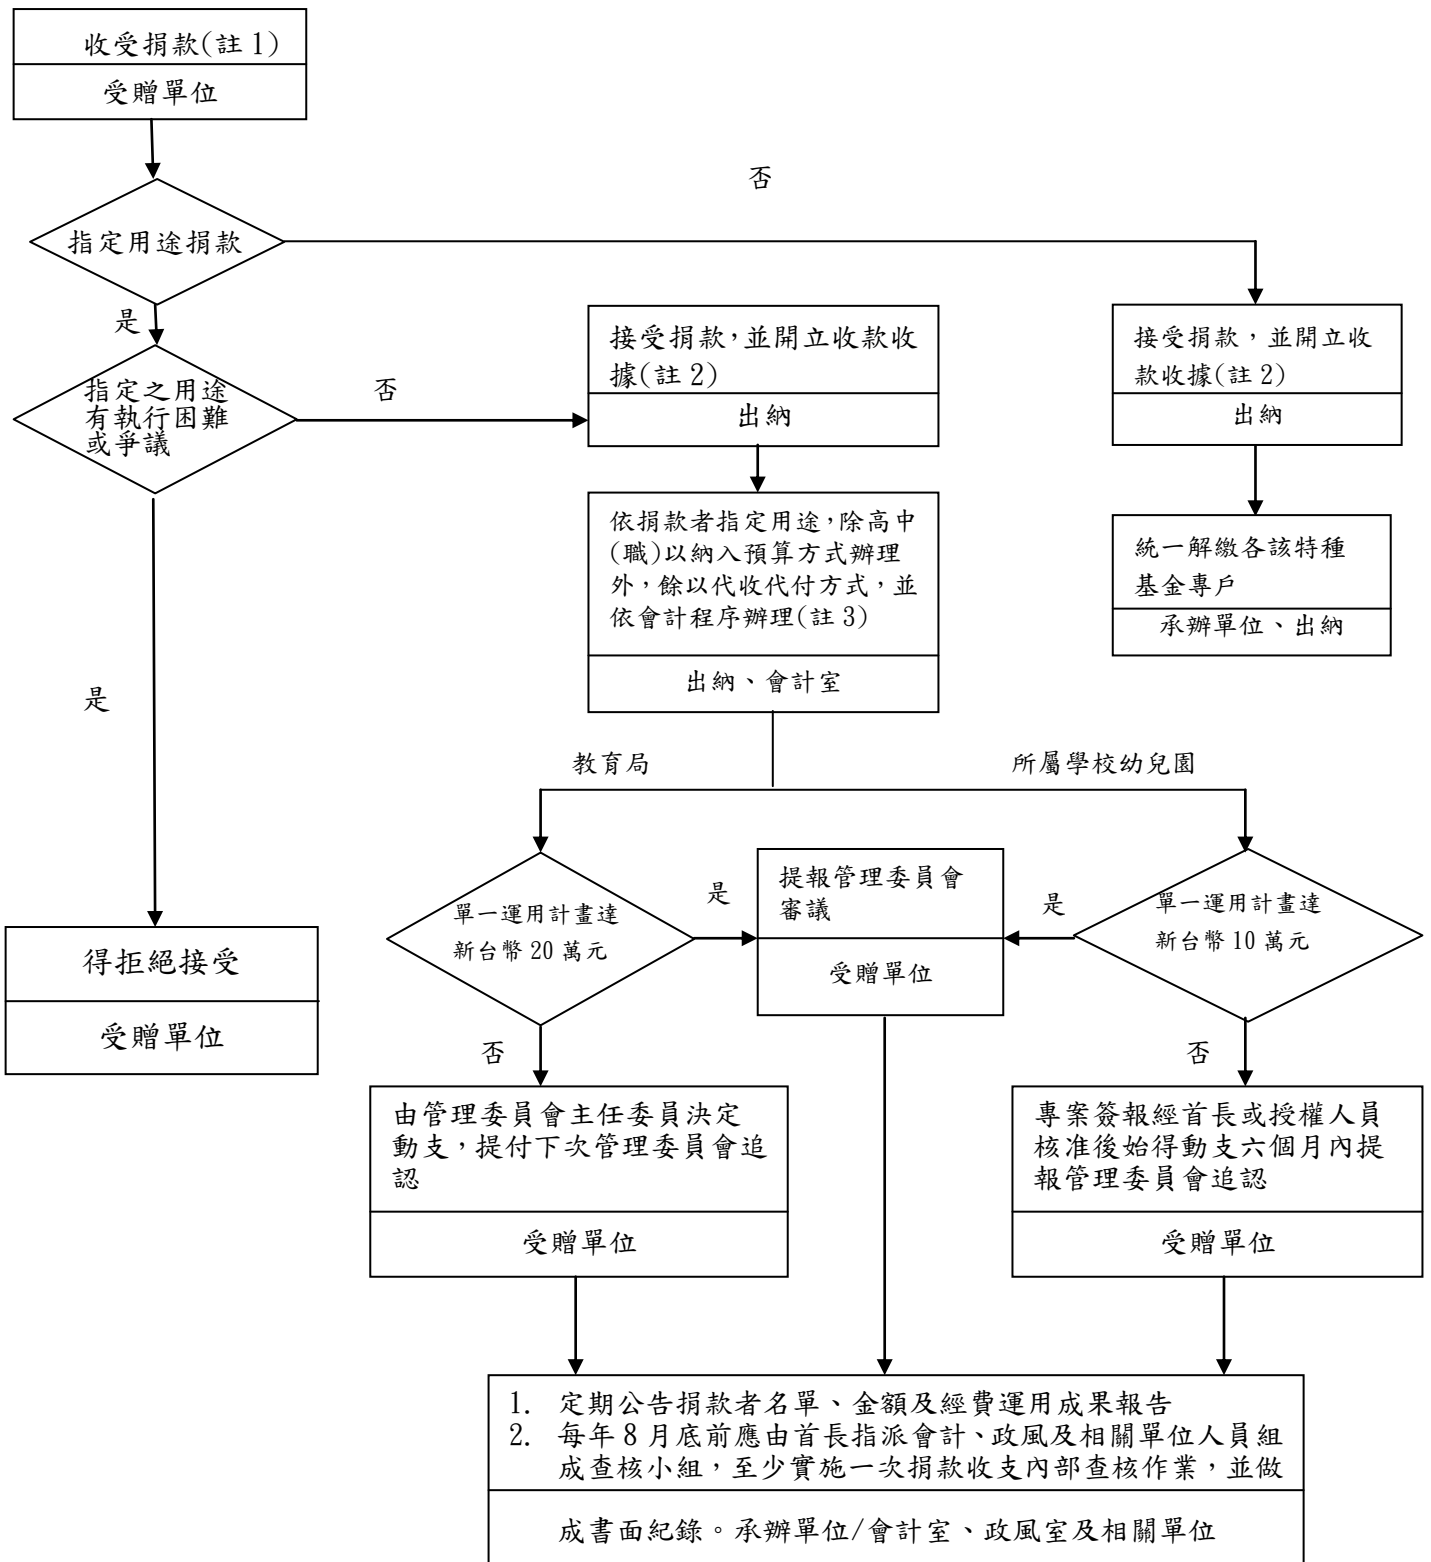 收受捐款(註 1)
受贈單位
否
指定用途捐款
是
指定之用途
有執行困難
或爭議
否
接受捐款,並開立收款收
據(註 2)
出納
接受捐款,並開立收
款收據(註 2)
出納
依捐款者指定用途,除高中
(職)以納入預算方式辦理
外,餘以代收代付方式,並
依會計程序辦理(註 3)
出納、會計室
統一解繳各該特種
基金專戶
承辦單位、出納
是
教育局
所屬學校幼兒園
單一運用計畫達
新台幣 20 萬元
是
提報管理委員會
審議
受贈單位
是
單一運用計畫達
新台幣 10 萬元
得拒絕接受
受贈單位
否
否
由管理委員會主任委員決定
動支,提付下次管理委員會追
認
受贈單位
專案簽報經首長或授權人員
核准後始得動支六個月內提
報管理委員會追認
受贈單位
1. 定期公告捐款者名單、金額及經費運用成果報告
2. 每年 8 月底前應由首長指派會計、政風及相關單位人員組
成查核小組,至少實施一次捐款收支內部查核作業,並做
成書面紀錄。承辦單位/會計室、政風室及相關單位